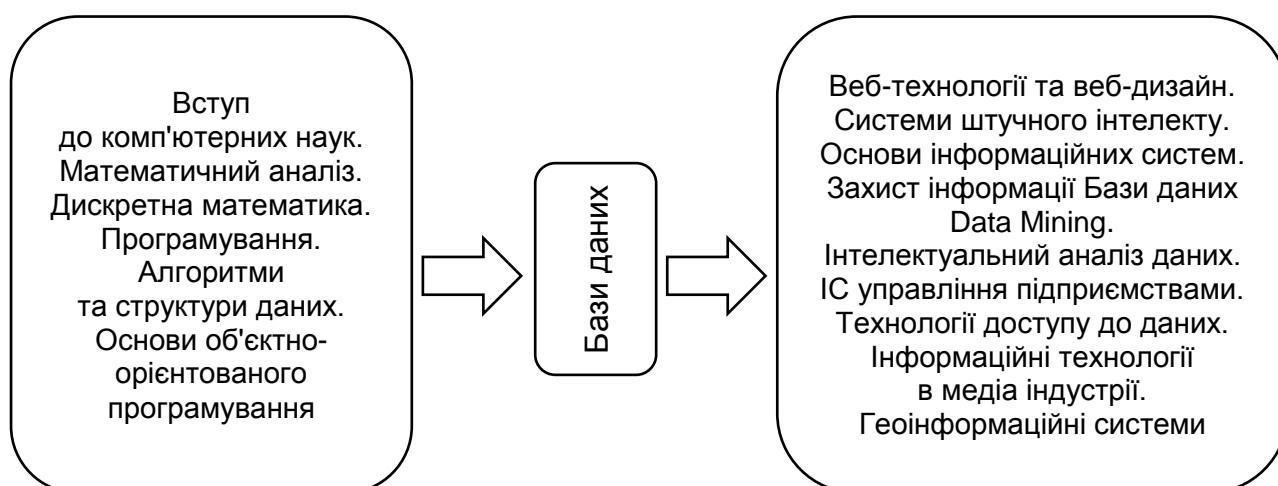 Вступ
до комп'ютерних наук.
Математичний аналіз.
Дискретна математика.
Програмування.
Алгоритми
та структури даних.
Основи об'єктно-
орієнтованого
програмування
Бази даних
Веб-технології та веб-дизайн.
Системи штучного інтелекту.
Основи інформаційних систем.
Захист інформації Бази даних
Data Mining.
Інтелектуальний аналіз даних.
ІС управління підприємствами.
Технології доступу до даних.
Інформаційні технології
в медіа індустрії.
Геоінформаційні системи